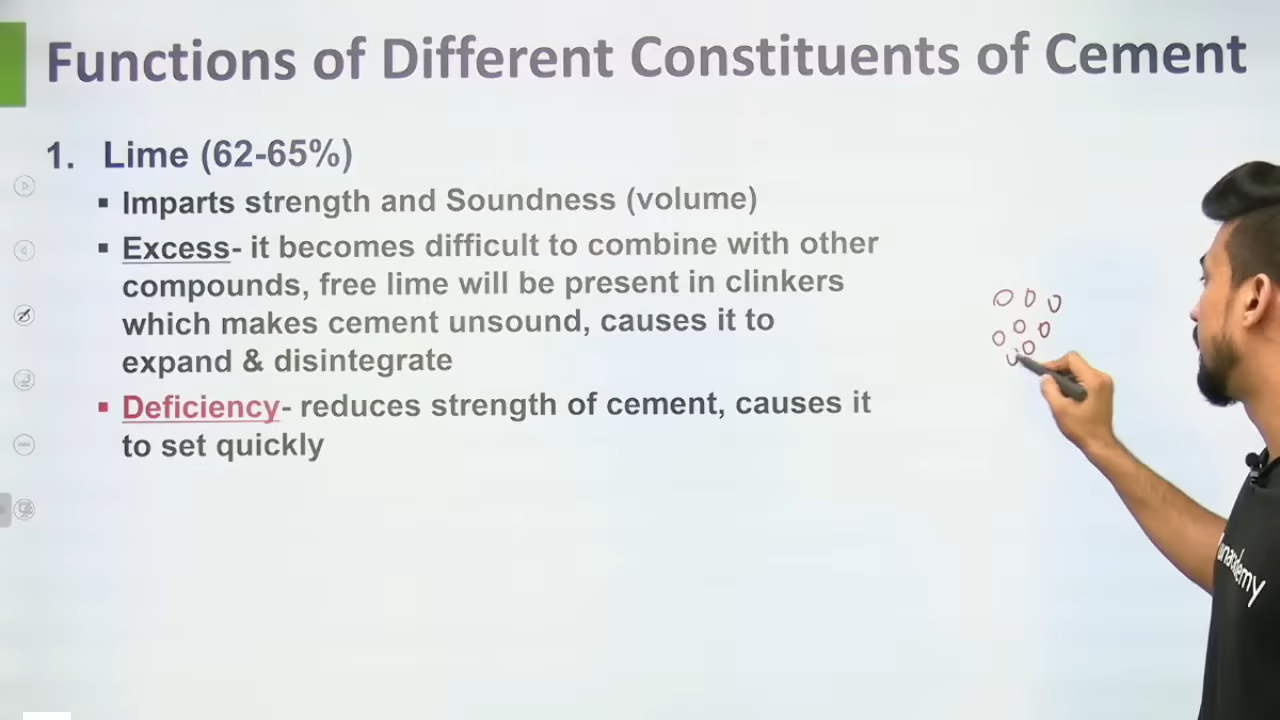 Functions of Different Constituents of Cement
1. Lime (62-65%)
▪ Imparts strength and Soundness (volume)
▪ Excess- it becomes difficult to combine with other
compounds, free lime will be present in clinkers
which makes cement unsound, causes it to
expand & disintegrate
▪ Deficiency- reduces strength of cement, causes it
to set quickly
unacademy